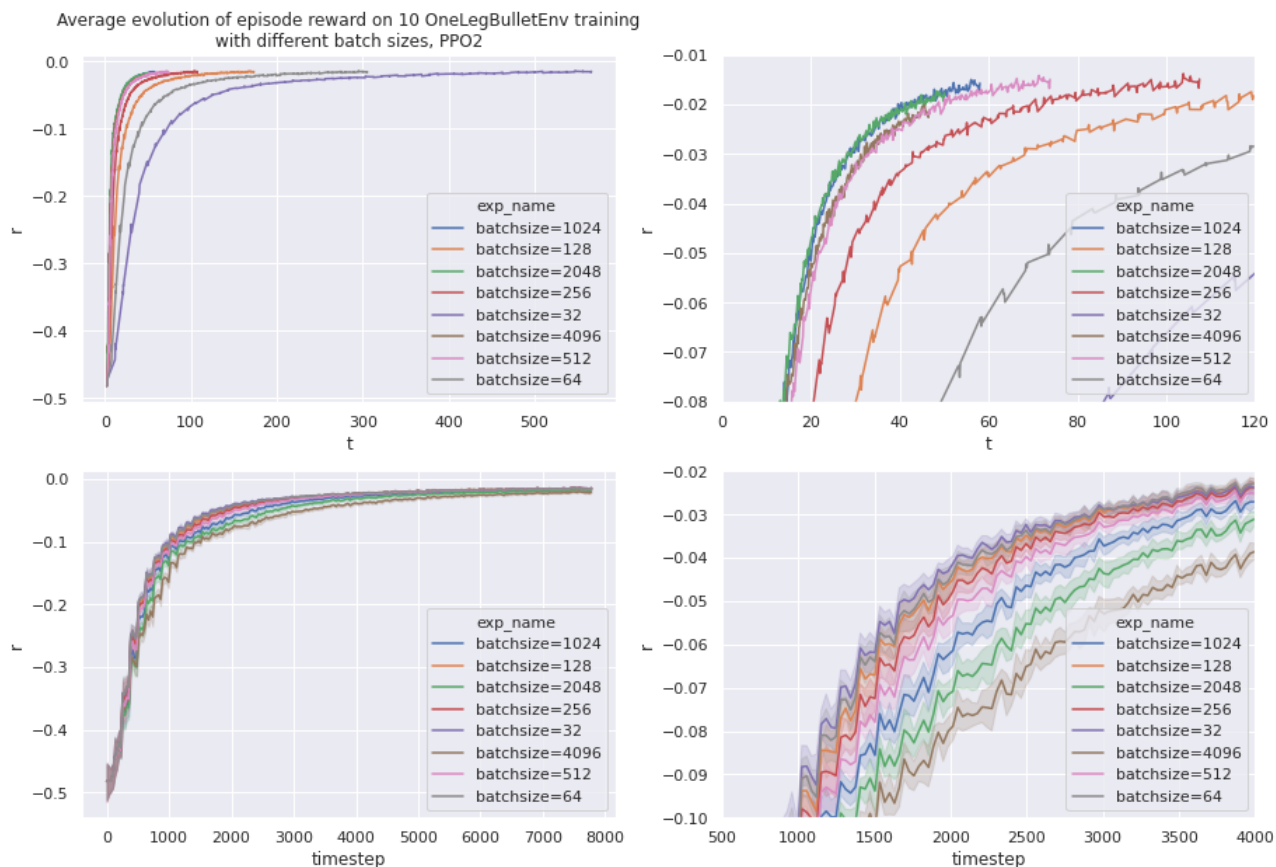 Average evolution of episode reward on 10 OneLegBulletEnv training
with different batch sizes, PPO2
0.0
−0.1
−0.2
−0.3
−0.4
−0.5
r
0
100
200
300
400
500
t
exp_name
batchsize=1024
batchsize=128
batchsize=2048
batchsize=256
batchsize=32
batchsize=4096
batchsize=512
batchsize=64
−0.01
−0.02
−0.03
−0.04
−0.05
−0.06
−0.07
−0.08
r
0
20
40
60
80
100
120
t
exp_name
batchsize=1024
batchsize=128
batchsize=2048
batchsize=256
batchsize=32
batchsize=4096
batchsize=512
batchsize=64
0.0
−0.1
−0.2
−0.3
−0.4
−0.5
r
0
1000
2000
3000
4000
5000
6000
7000
8000
timestep
exp_name
batchsize=1024
batchsize=128
batchsize=2048
batchsize=256
batchsize=32
batchsize=4096
batchsize=512
batchsize=64
−0.02
−0.03
−0.04
−0.05
−0.06
−0.07
−0.08
−0.09
−0.10
r
500
1000
1500
2000
2500
3000
3500
4000
timestep
exp_name
batchsize=1024
batchsize=128
batchsize=2048
batchsize=256
batchsize=32
batchsize=4096
batchsize=512
batchsize=64